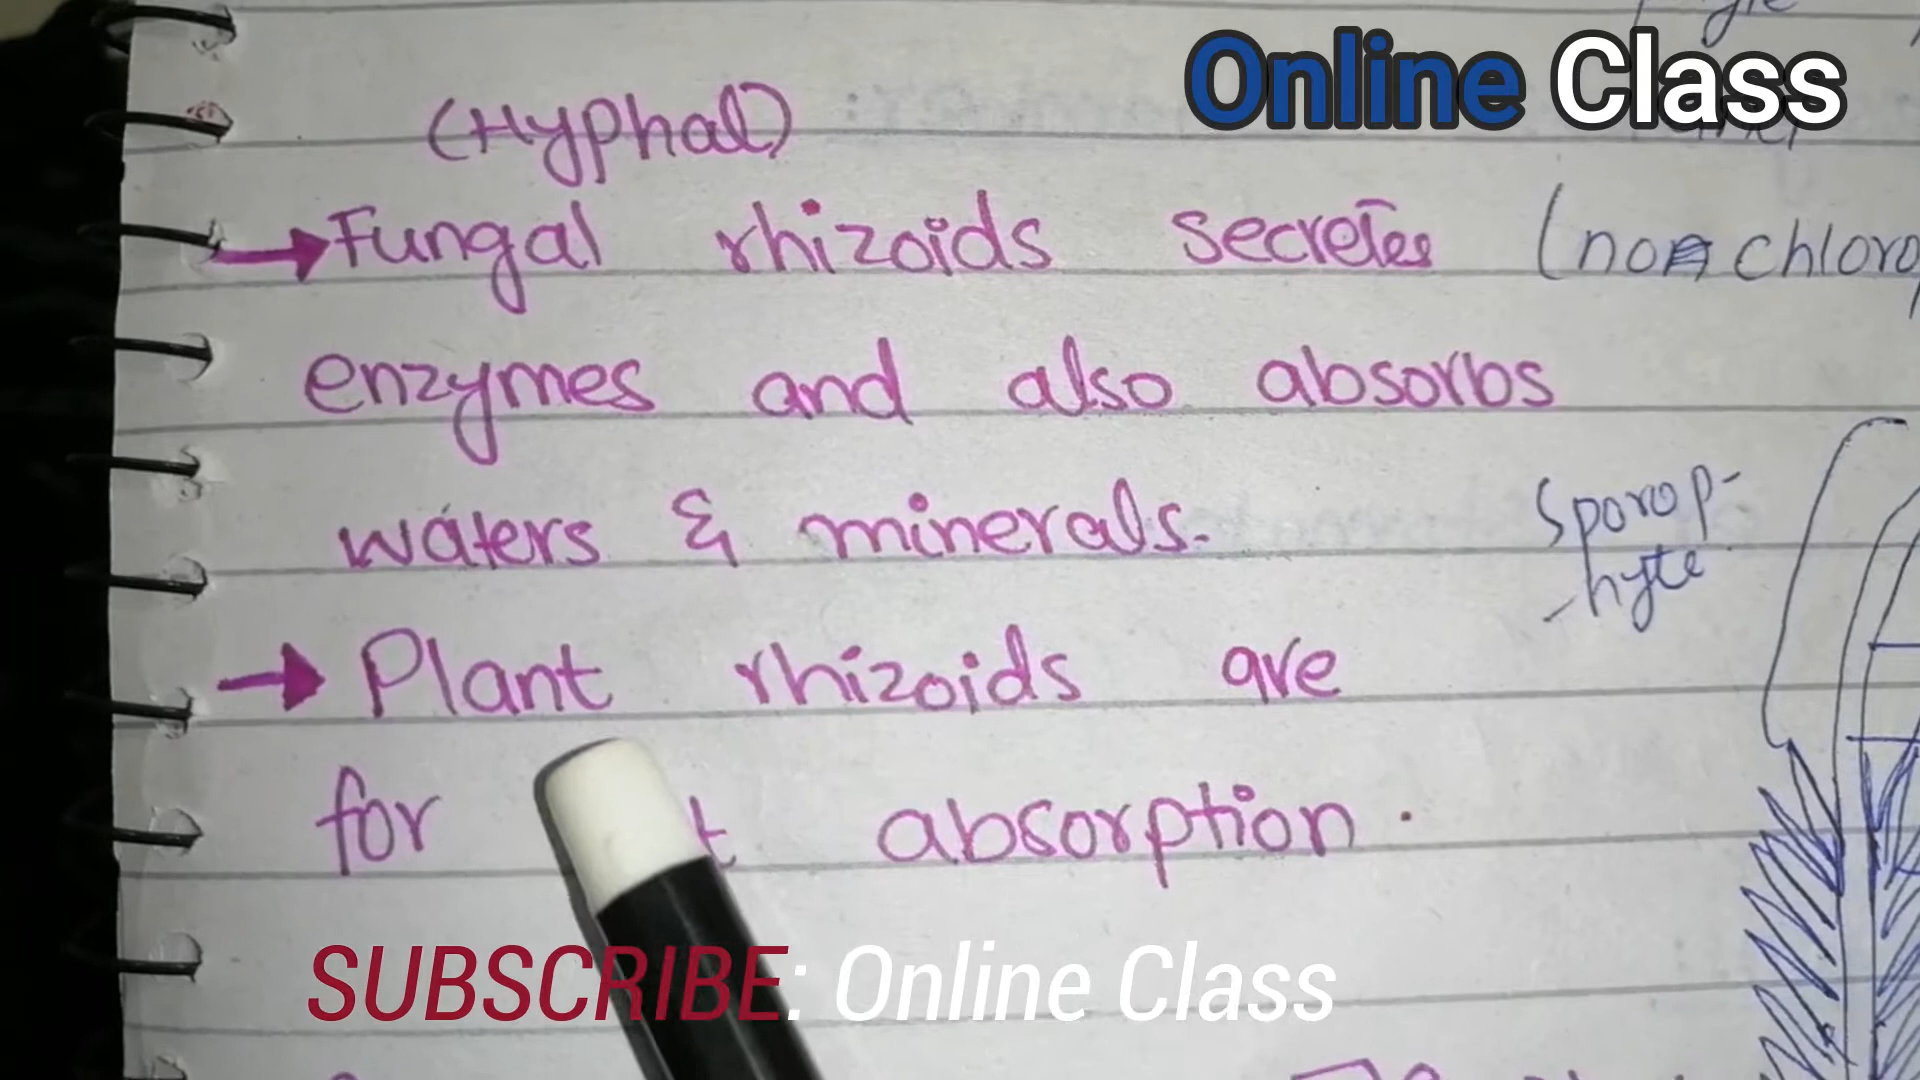 Online Class
(Hyphal)
→ Fungal rhizoids secretes
(non chlorop
enzymes and also absorbs
waters & minerals.
Sporop-
-hyte
→ Plant rhizoids are
for absorption.
SUBSCRIBE: Online Class